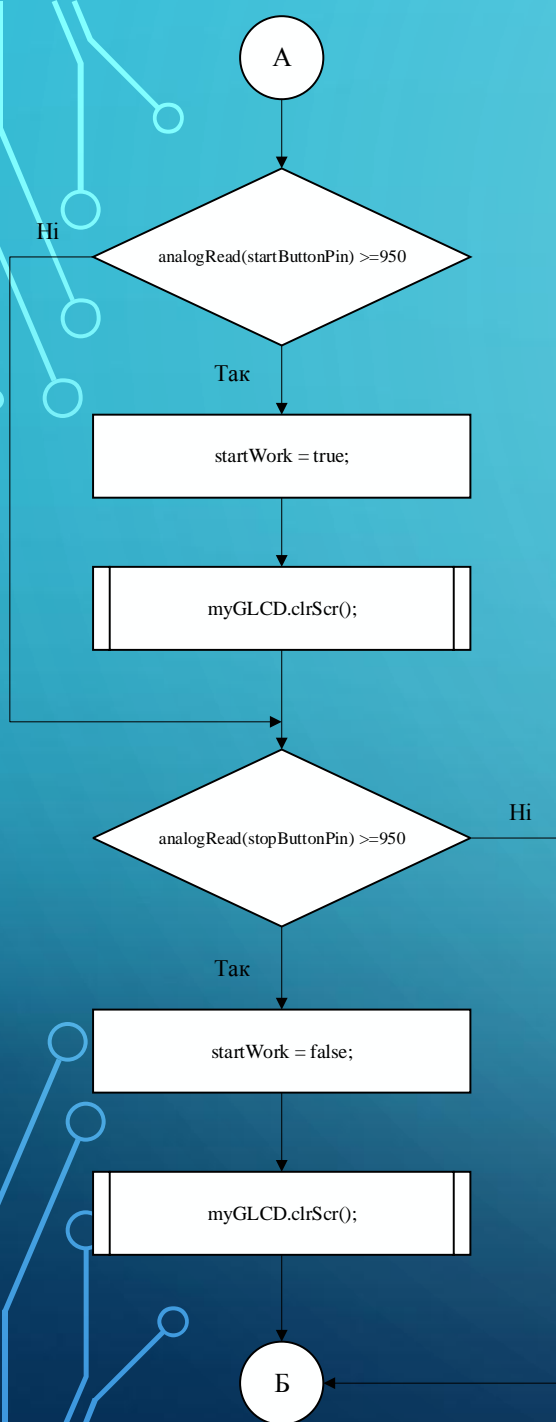 А
Ні
analogRead(startButtonPin) >=950
Так
startWork = true;
myGLCD.clrScr();
Ні
analogRead(stopButtonPin) >=950
Так
startWork = false;
myGLCD.clrScr();
Б